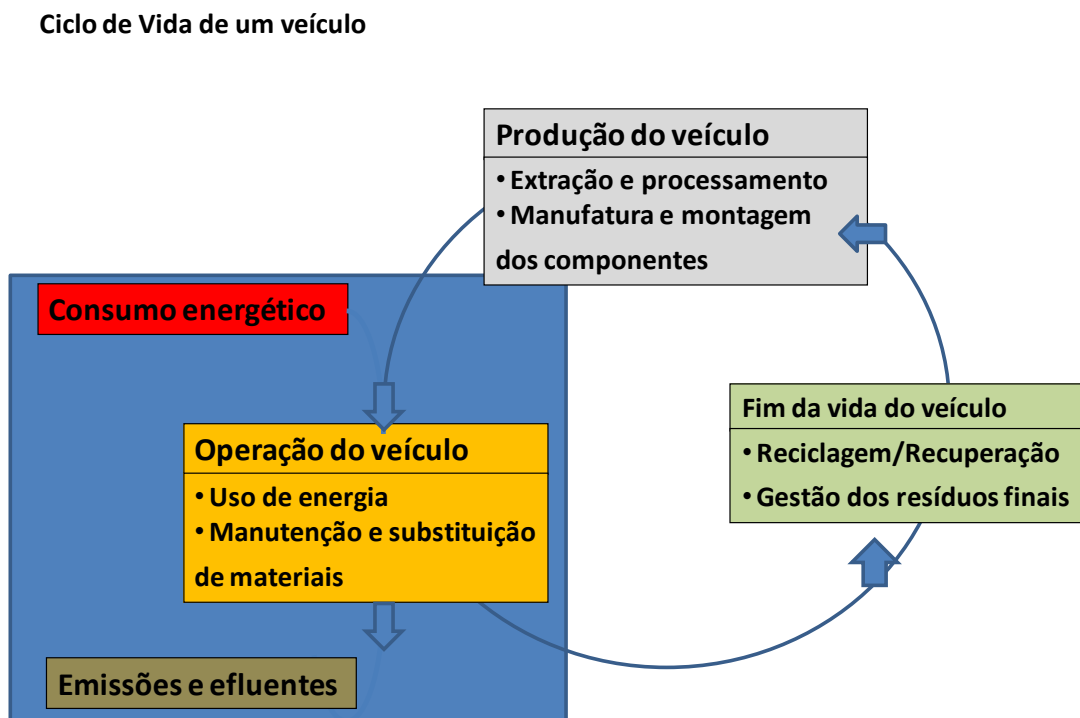 Ciclo de Vida de um veículo
Produção do veículo
• Extração e processamento
• Manufatura e montagem
dos componentes
Consumo energético
Fim da vida do veículo
• Reciclagem/Recuperação
• Gestão dos resíduos finais
Operação do veículo
• Uso de energia
• Manutenção e substituição
de materiais
Emissões e efluentes